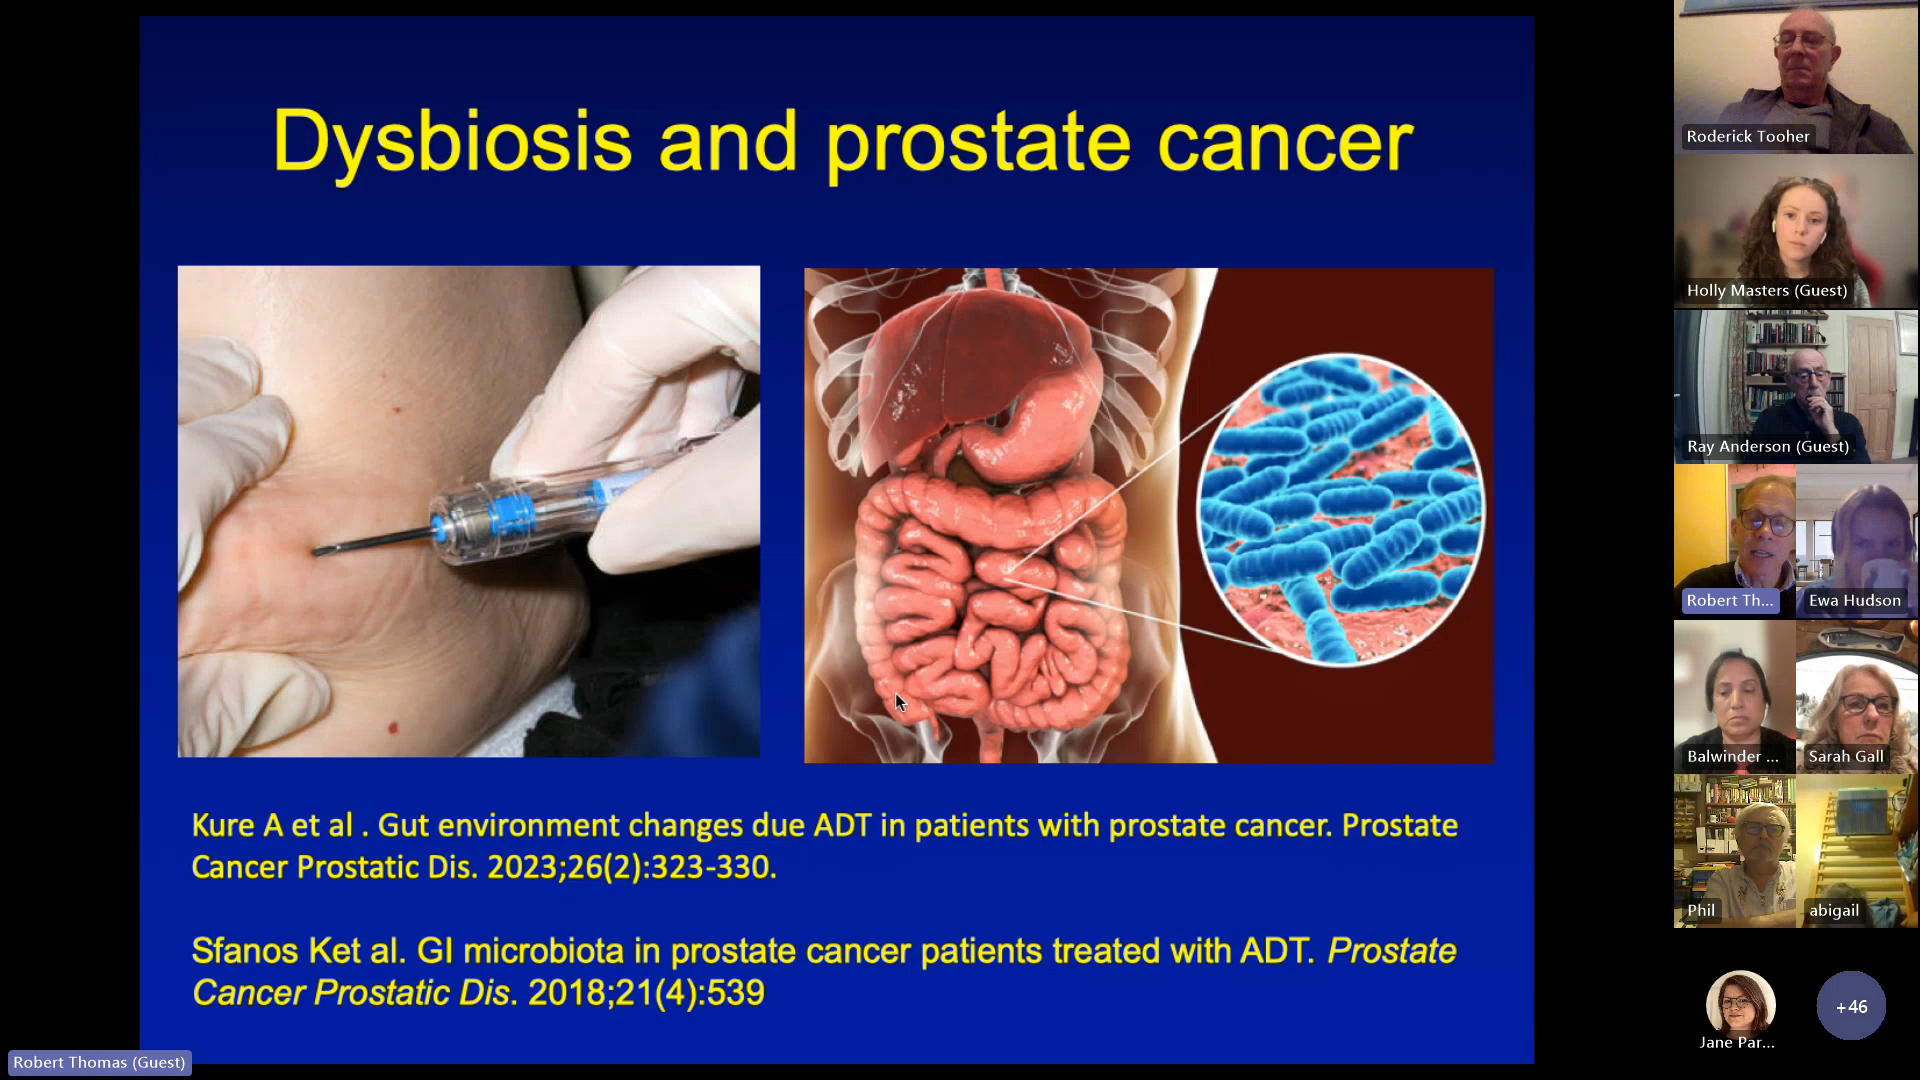 Dysbiosis and prostate cancer
Kure A et al . Gut environment changes due ADT in patients with prostate cancer. Prostate
Cancer Prostatic Dis. 2023;26(2):323-330.
Sfanos Ket al. GI microbiota in prostate cancer patients treated with ADT. Prostate
Cancer Prostatic Dis. 2018;21(4):539
Robert Thomas (Guest)
Roderick Tooher
Holly Masters (Guest)
Ray Anderson (Guest)
Robert Th...
Ewa Hudson
Balwinder ...
Sarah Gall
Phil
abigail
Jane Par...
+46